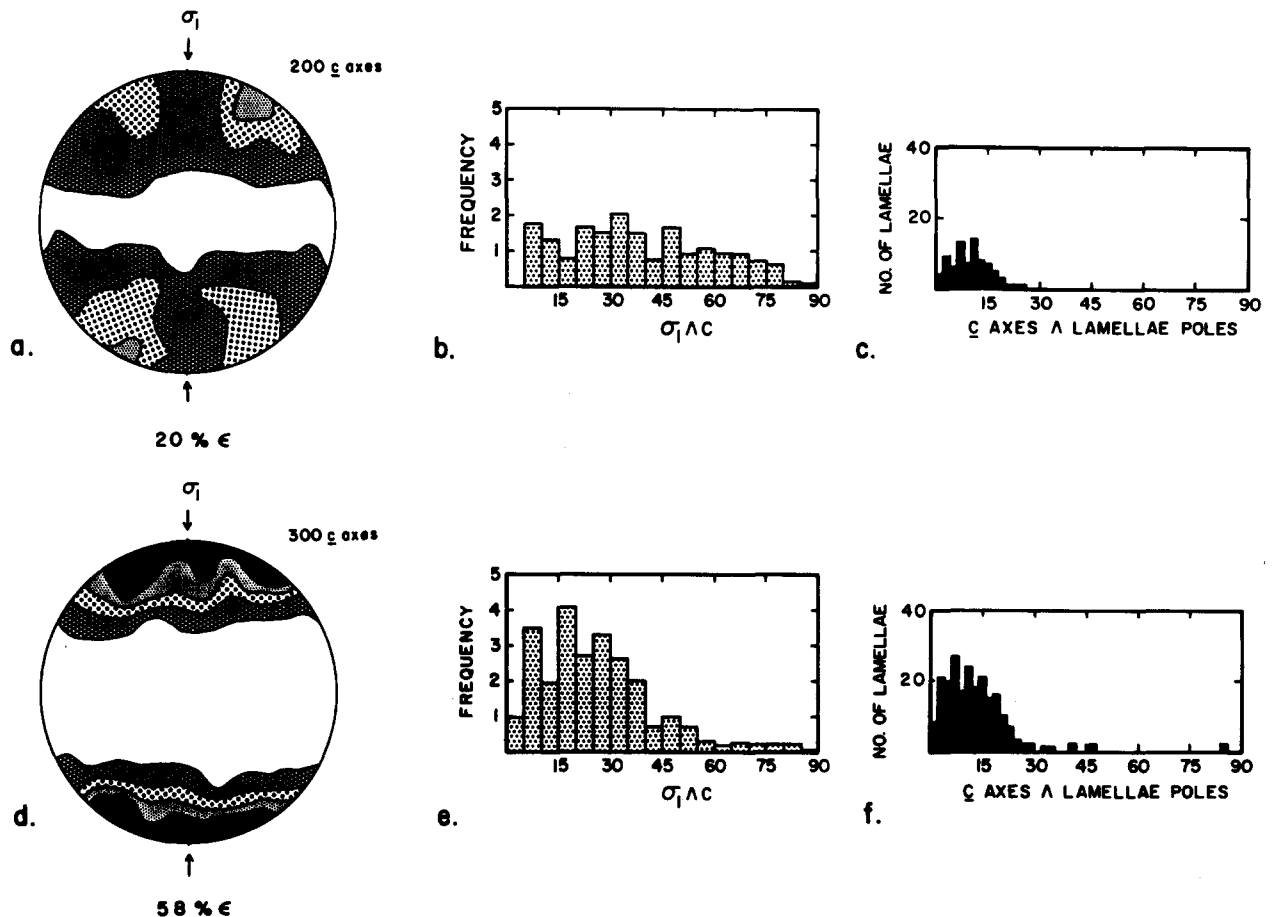 σ₁
200 c axes
a.
20 % ϵ
FREQUENCY
5
4
3
2
1
15 30 45 60 75 90
σ₁ Λ C
b.
NO. OF LAMELLAE
40
20
15 30 45 60 75 90
C AXES Λ LAMELLAE POLES
c.
σ₁
300 c axes
d.
58 % ϵ
FREQUENCY
5
4
3
2
1
15 30 45 60 75 90
σ₁ Λ C
e.
NO. OF LAMELLAE
40
20
15 30 45 60 75 90
C AXES Λ LAMELLAE POLES
f.